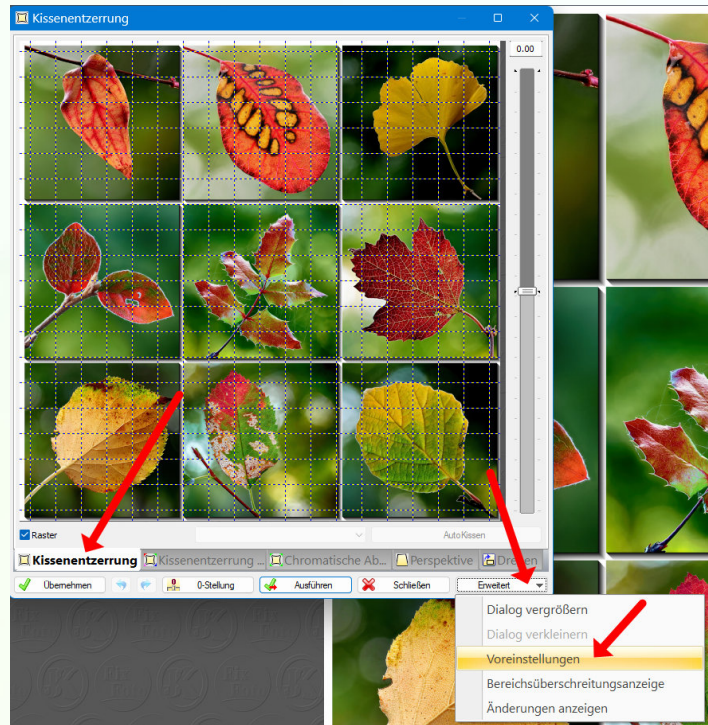 Kissenentzerrung
0.00
Raster
AutoKissen
Kissenentzerrung
Kissenentzerrung ...
Chromatische Ab...
Perspektive
Drehen
Übernehmen
0-Stellung
Ausführen
Schließen
Erweitert
Dialog vergrößern
Dialog verkleinern
Voreinstellungen
Bereichsüberschreitungsanzeige
Änderungen anzeigen